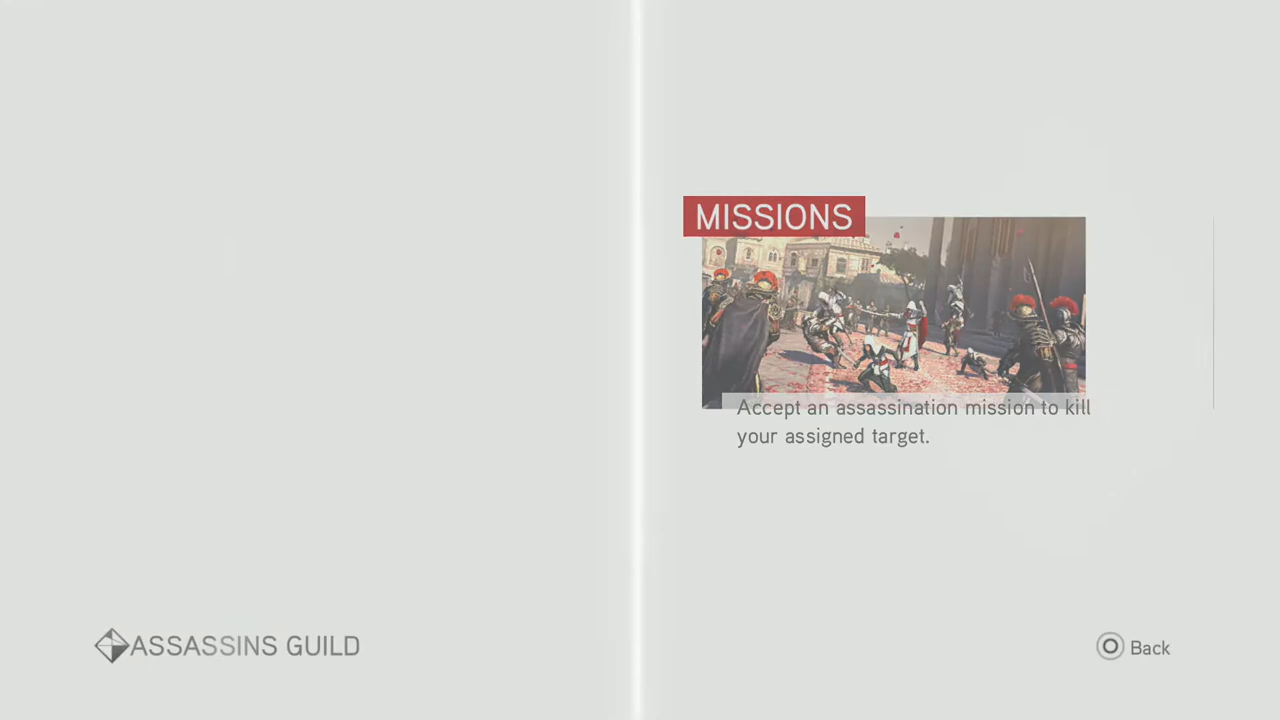 MISSIONS
Accept an assassination mission to kill
your assigned target.
ASSASSINS GUILD
Back